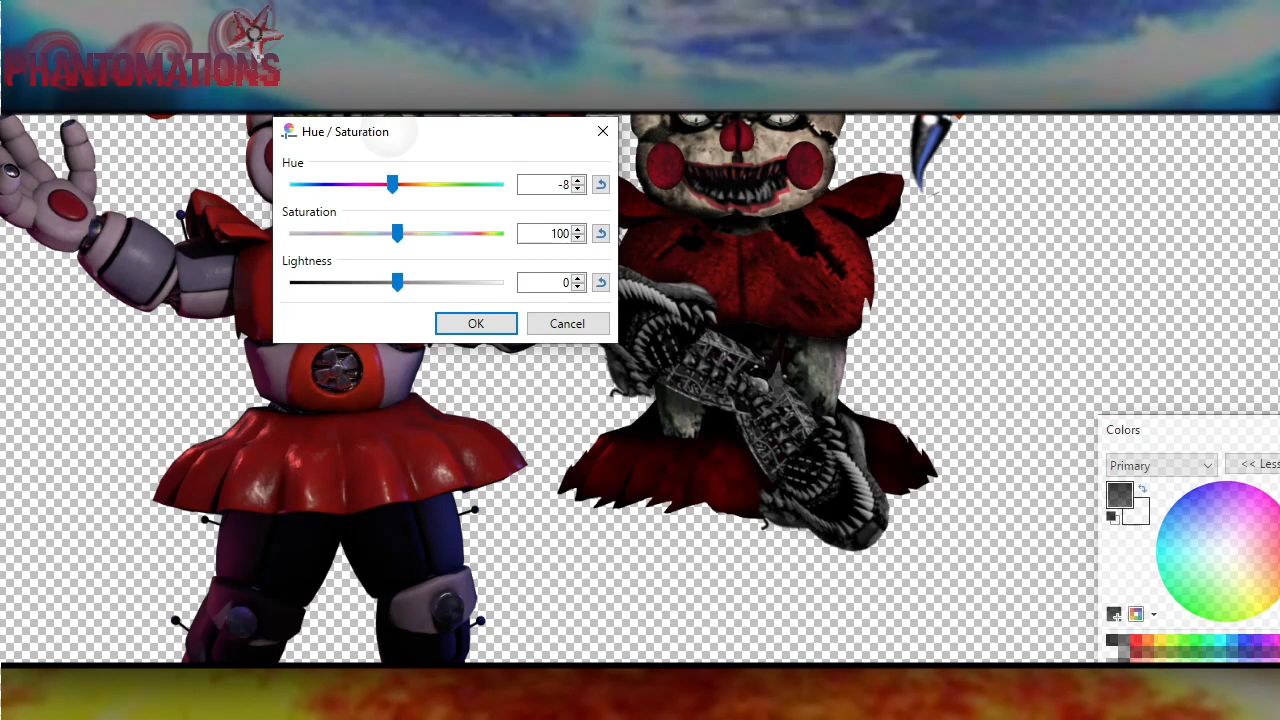 PHANTOMATIONS
Hue / Saturation
Hue
-8
Saturation
100
Lightness
0
OK
Cancel
Colors
Primary
<< Less